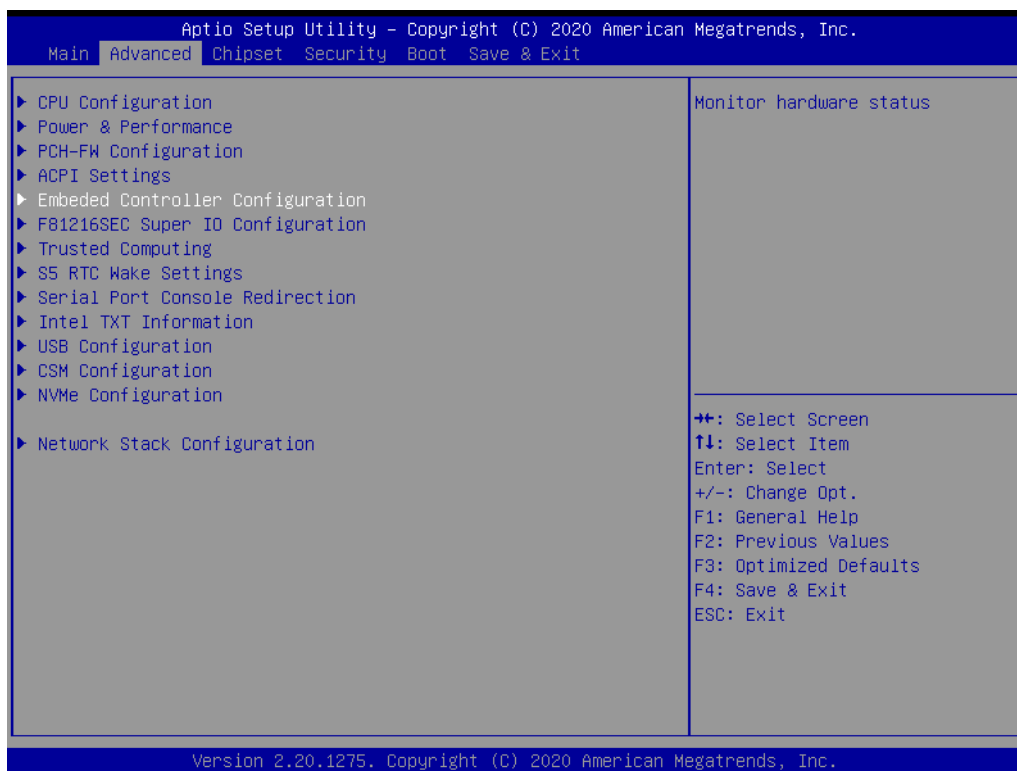 Aptio Setup Utility – Copyright (C) 2020 American Megatrends, Inc.
Main Advanced Chipset Security Boot Save & Exit
▶ CPU Configuration
▶ Power & Performance
▶ PCH-FW Configuration
▶ ACPI Settings
▶ Embeded Controller Configuration
▶ F81216SEC Super IO Configuration
▶ Trusted Computing
▶ S5 RTC Wake Settings
▶ Serial Port Console Redirection
▶ Intel TXT Information
▶ USB Configuration
▶ CSM Configuration
▶ NVMe Configuration
▶ Network Stack Configuration
Monitor hardware status
→←: Select Screen
↑↓: Select Item
Enter: Select
+/-: Change Opt.
F1: General Help
F2: Previous Values
F3: Optimized Defaults
F4: Save & Exit
ESC: Exit
Version 2.20.1275. Copyright (C) 2020 American Megatrends, Inc.